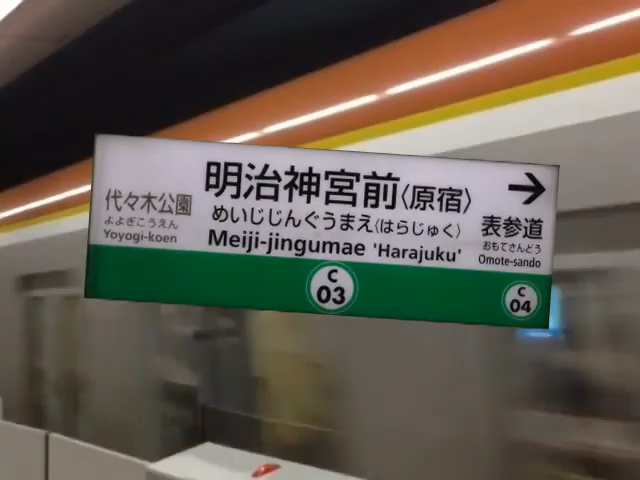 代々木公園
よよぎこうえん
Yoyogi-koen
明治神宮前〈原宿〉
めいじじんぐうまえ〈はらじゅく〉
Meiji-jingumae 'Harajuku'
C
03
→
表参道
おもてさんどう
Omote-sando
C
04